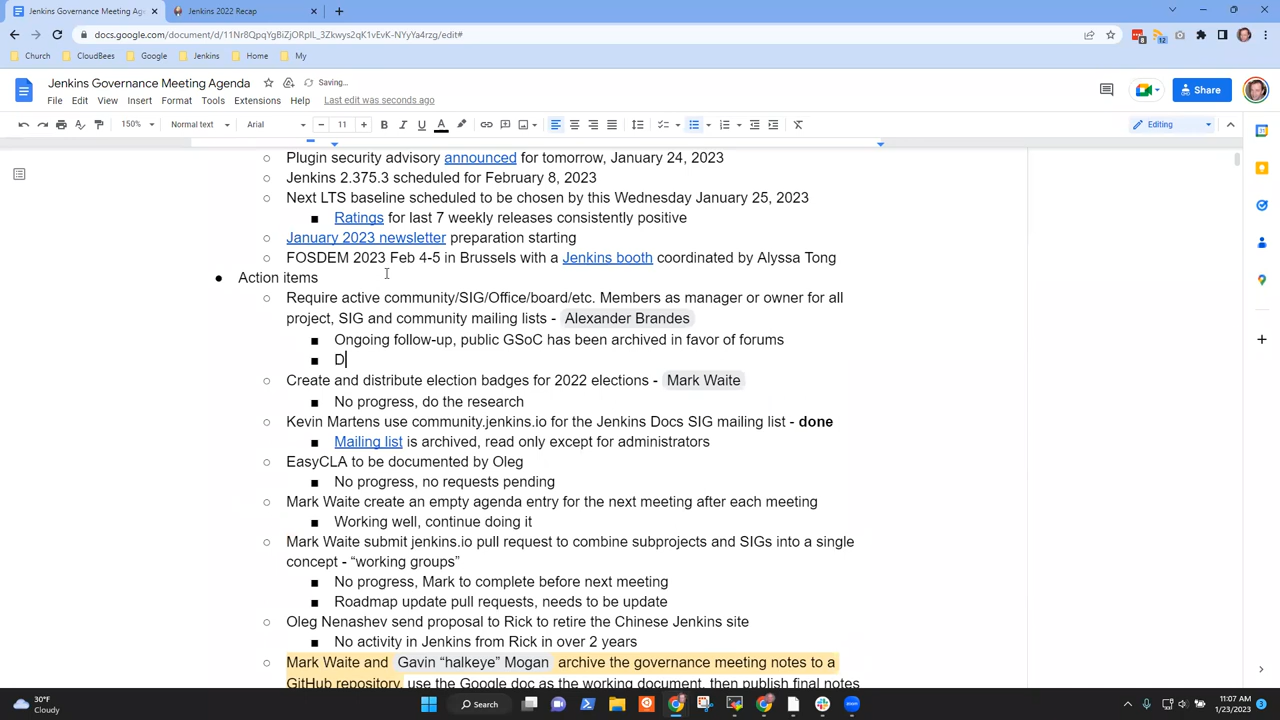 Jenkins Governance Meeting Ag
Jenkins 2022 Recap
docs.google.com/document/d/11Nr8QpqYgBiZjORpIL_3Zkwys2qK1vEvK-NYyYa4rzg/edit#
Church
CloudBees
Google
Jenkins
Home
My
Jenkins Governance Meeting Agenda
Saving...
File Edit View Insert Format Tools Extensions Help Last edit was seconds ago
Share
150% Normal text Arial 11 Editing
Plugin security advisory announced for tomorrow, January 24, 2023
Jenkins 2.375.3 scheduled for February 8, 2023
Next LTS baseline scheduled to be chosen by this Wednesday January 25, 2023
Ratings for last 7 weekly releases consistently positive
January 2023 newsletter preparation starting
FOSDEM 2023 Feb 4-5 in Brussels with a Jenkins booth coordinated by Alyssa Tong
Action items
Require active community/SIG/Office/board/etc. Members as manager or owner for all
project, SIG and community mailing lists - Alexander Brandes
Ongoing follow-up, public GSoC has been archived in favor of forums
D
Create and distribute election badges for 2022 elections - Mark Waite
No progress, do the research
Kevin Martens use community.jenkins.io for the Jenkins Docs SIG mailing list - done
Mailing list is archived, read only except for administrators
EasyCLA to be documented by Oleg
No progress, no requests pending
Mark Waite create an empty agenda entry for the next meeting after each meeting
Working well, continue doing it
Mark Waite submit jenkins.io pull request to combine subprojects and SIGs into a single
concept - “working groups”
No progress, Mark to complete before next meeting
Roadmap update pull requests, needs to be update
Oleg Nenashev send proposal to Rick to retire the Chinese Jenkins site
No activity in Jenkins from Rick in over 2 years
Mark Waite and Gavin “halkeye” Mogan archive the governance meeting notes to a
GitHub repository, use the Google doc as the working document, then publish final notes
30°F
Cloudy
Search
11:07 AM
1/23/2023